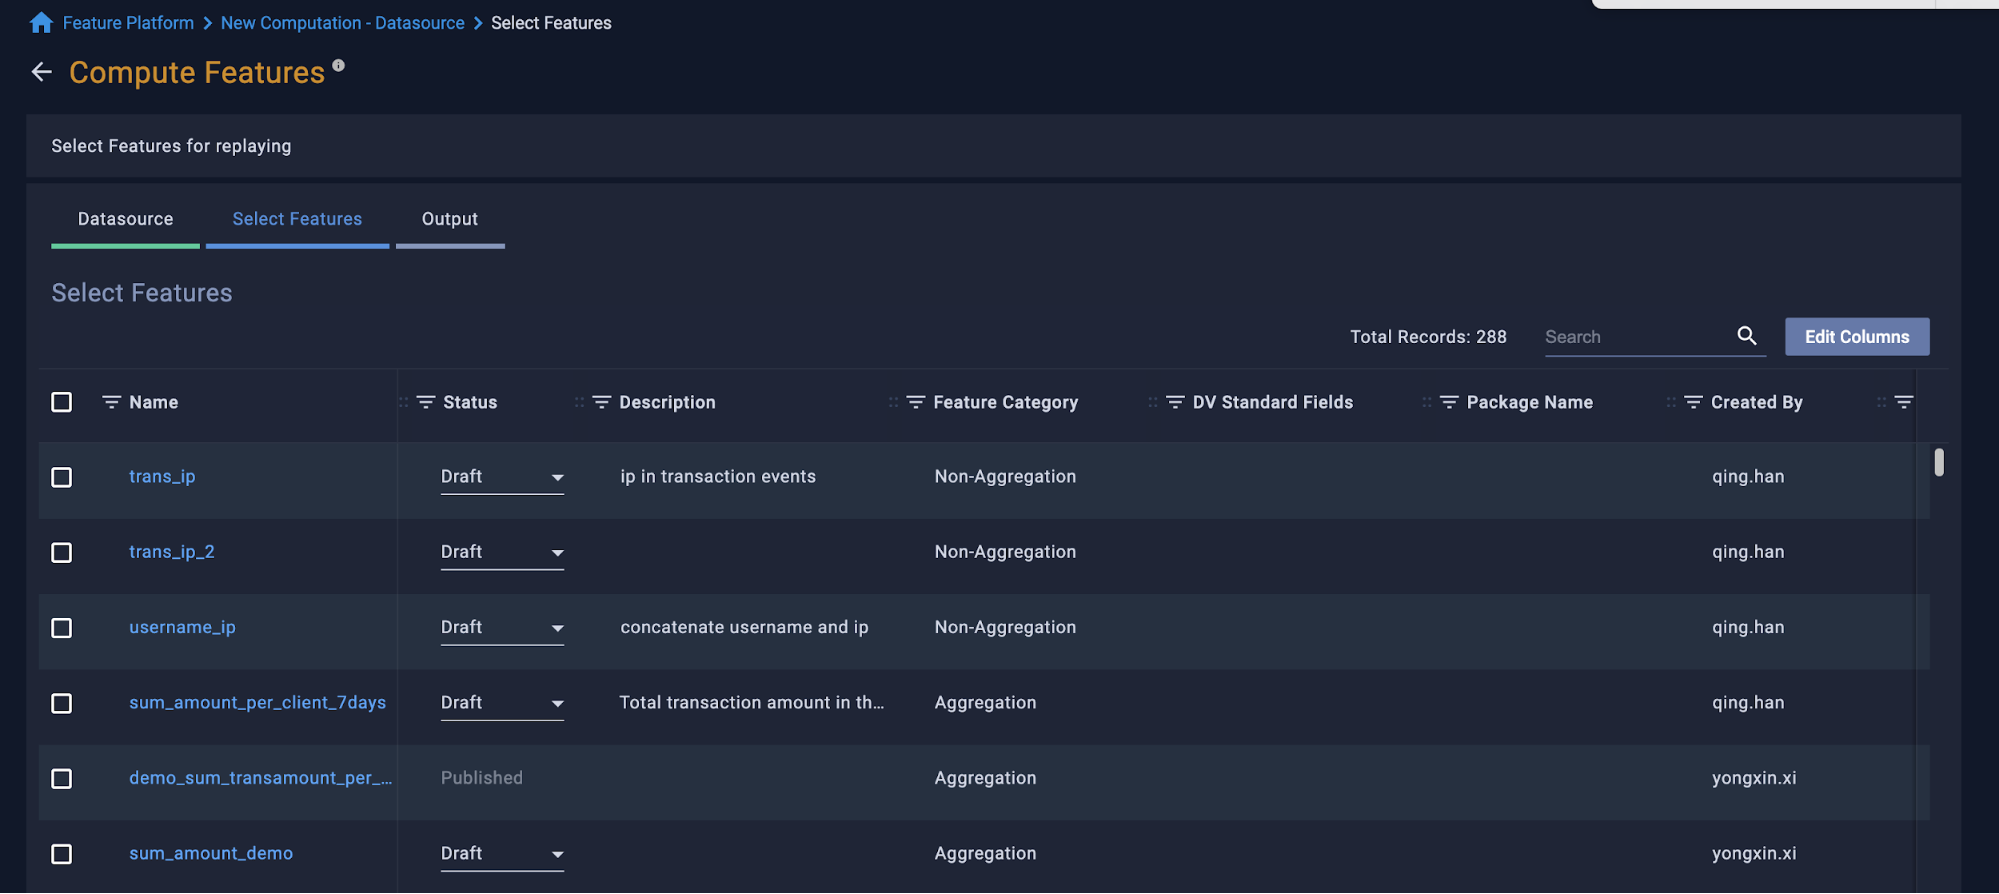 Feature Platform > New Computation - Datasource > Select Features
Compute Features
Select Features for replaying
Datasource Select Features Output
Select Features
Total Records: 288 Search Edit Columns
Name Status Description Feature Category DV Standard Fields Package Name Created By
trans_ip Draft ip in transaction events Non-Aggregation qing.han
trans_ip_2 Draft Non-Aggregation qing.han
username_ip Draft concatenate username and ip Non-Aggregation qing.han
sum_amount_per_client_7days Draft Total transaction amount in th... Aggregation qing.han
demo_sum_transamount_per_... Published Aggregation yongxin.xi
sum_amount_demo Draft Aggregation yongxin.xi